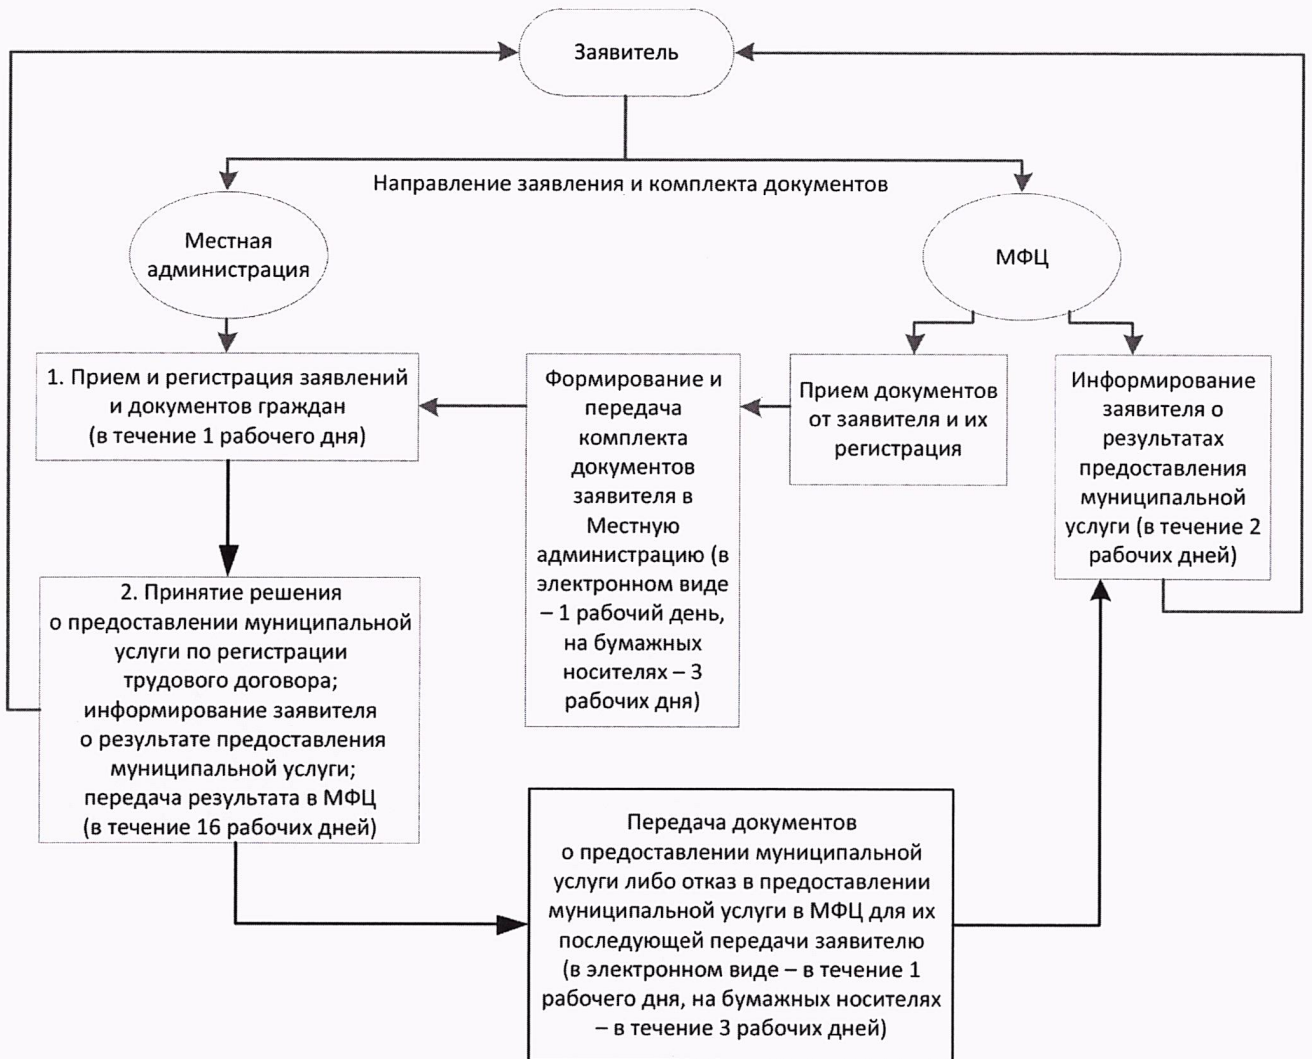 Заявитель
Направление заявления и комплекта документов
Местная
администрация
МФЦ
1. Прием и регистрация заявлений
и документов граждан
(в течение 1 рабочего дня)
Формирование и
передача
комплекта
документов
заявителя в
Местную
администрацию (в
электронном виде
– 1 рабочий день,
на бумажных
носителях – 3
рабочих дня)
Прием документов
от заявителя и их
регистрация
Информирование
заявителя о
результатах
предоставления
муниципальной
услуги (в течение 2
рабочих дней)
2. Принятие решения
о предоставлении муниципальной
услуги по регистрации
трудового договора;
информирование заявителя
о результате предоставления
муниципальной услуги;
передача результата в МФЦ
(в течение 16 рабочих дней)
Передача документов
о предоставлении муниципальной
услуги либо отказ в предоставлении
муниципальной услуги в МФЦ для их
последующей передачи заявителю
(в электронном виде – в течение 1
рабочего дня, на бумажных носителях
– в течение 3 рабочих дней)